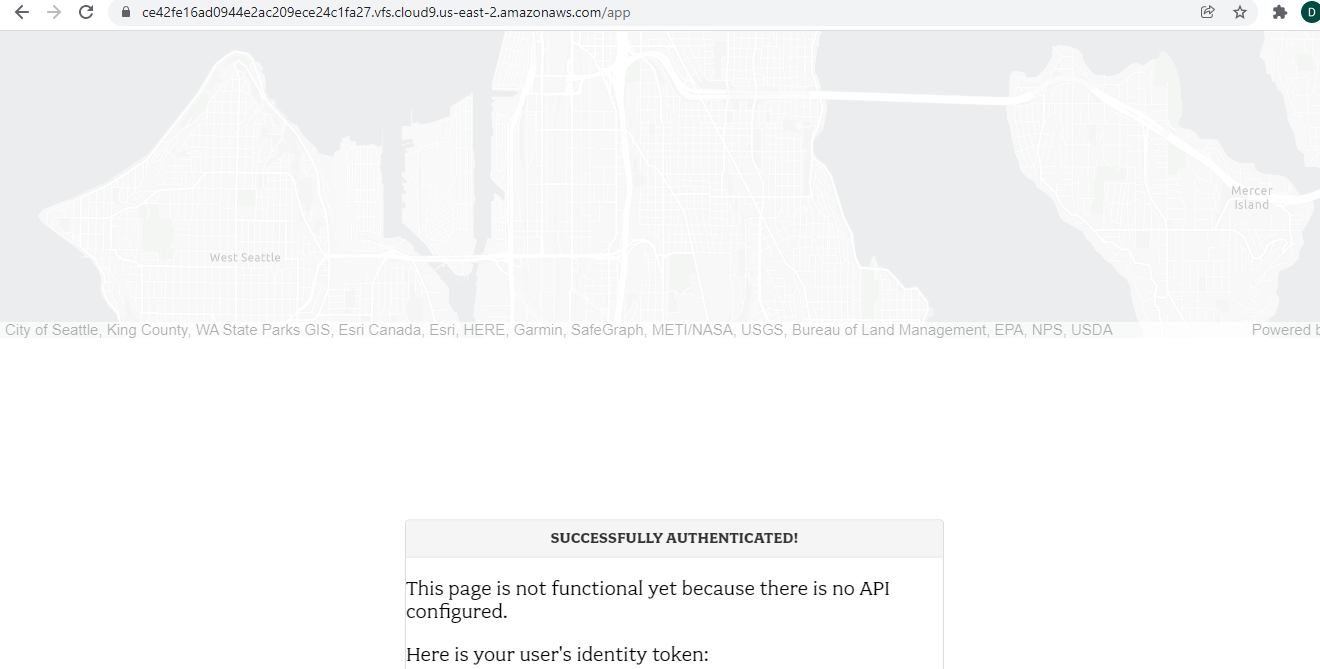 ce42fe16ad0944e2ac209ece24c1fa27.vfs.cloud9.us-east-2.amazonaws.com/app
D
Mercer
Island
West Seattle
City of Seattle, King County, WA State Parks GIS, Esri Canada, Esri, HERE, Garmin, SafeGraph, METI/NASA, USGS, Bureau of Land Management, EPA, NPS, USDA
Powered
SUCCESSFULLY AUTHENTICATED!
This page is not functional yet because there is no API
configured.
Here is your user's identity token: